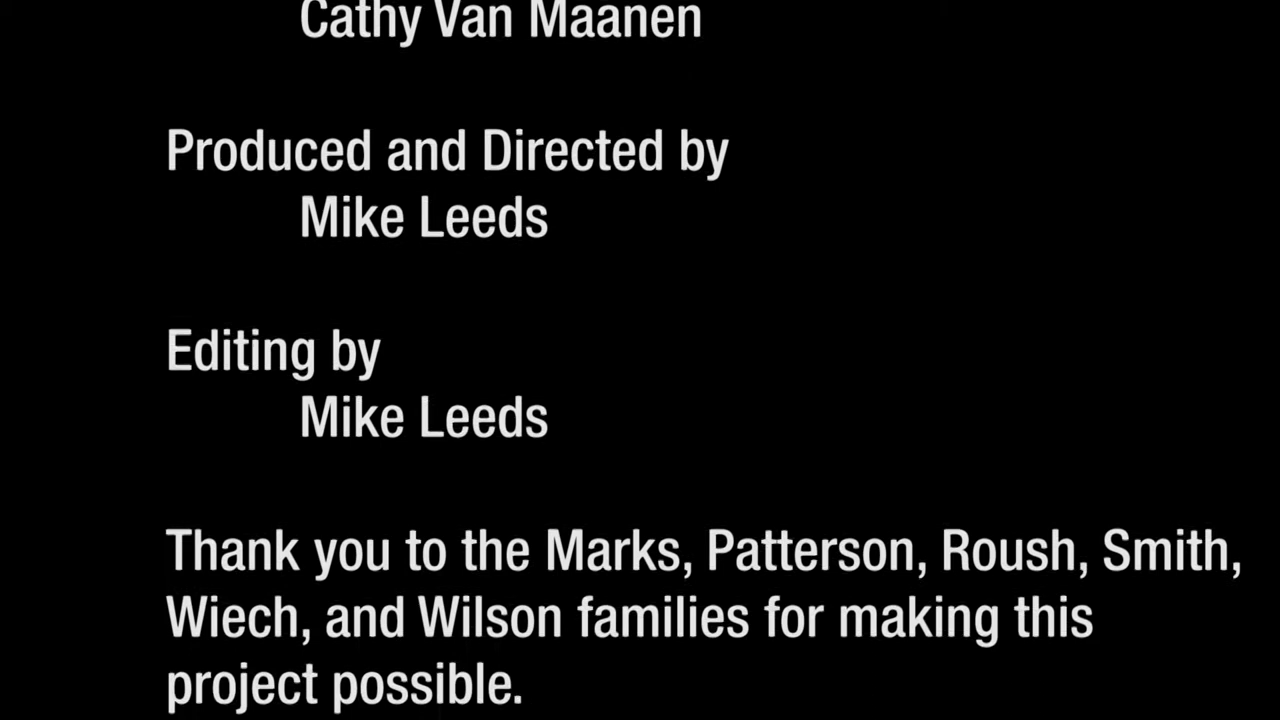 Cathy Van Maanen
Produced and Directed by
Mike Leeds
Editing by
Mike Leeds
Thank you to the Marks, Patterson, Roush, Smith,
Wiech, and Wilson families for making this
project possible.